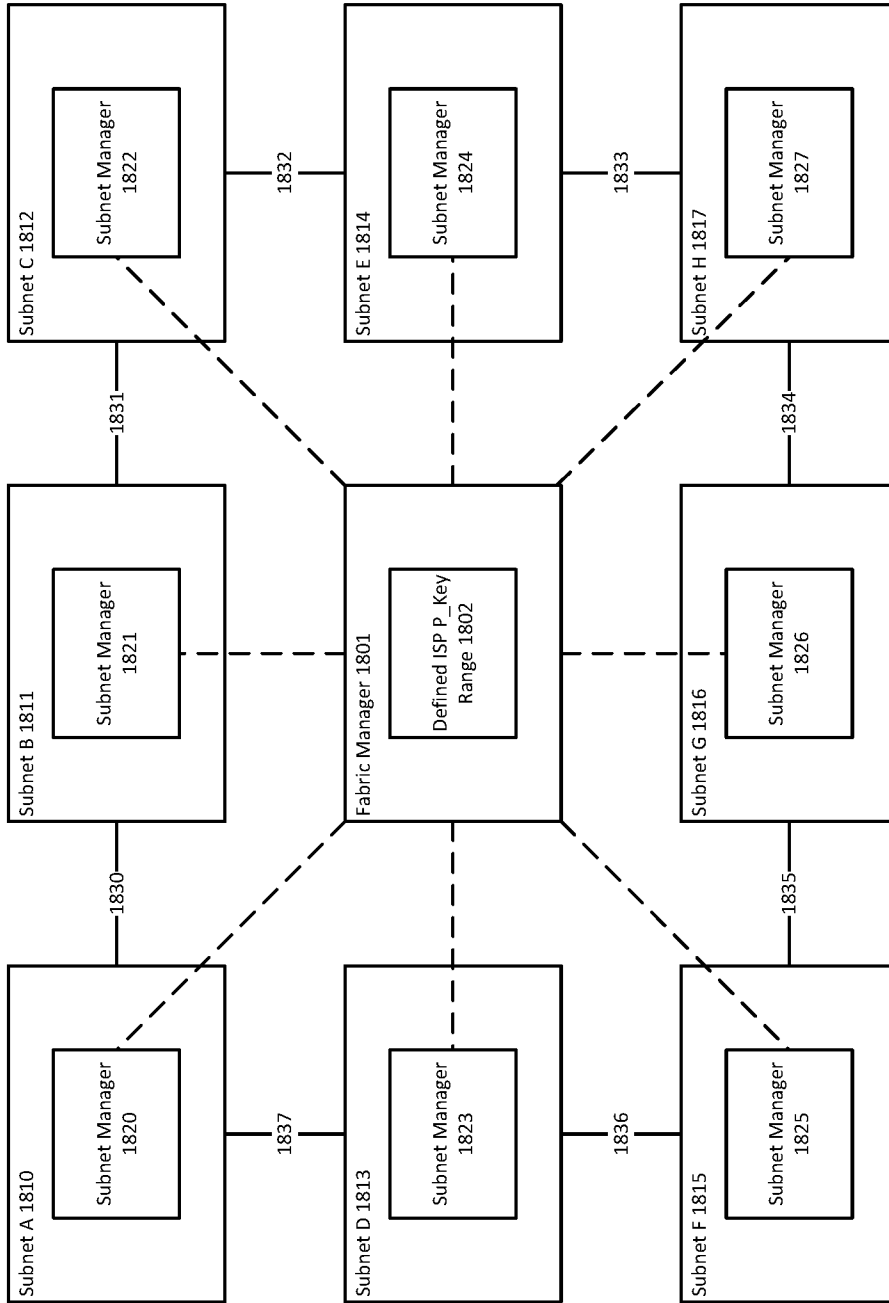 Subnet A 1810
Subnet Manager
1820
1830
Subnet B 1811
Subnet Manager
1821
1831
Subnet C 1812
Subnet Manager
1822
1837
1832
Subnet D 1813
Subnet Manager
1823
Fabric Manager 1801
Defined ISP P_Key
Range 1802
Subnet E 1814
Subnet Manager
1824
1836
1833
Subnet F 1815
Subnet Manager
1825
1835
Subnet G 1816
Subnet Manager
1826
1834
Subnet H 1817
Subnet Manager
1827